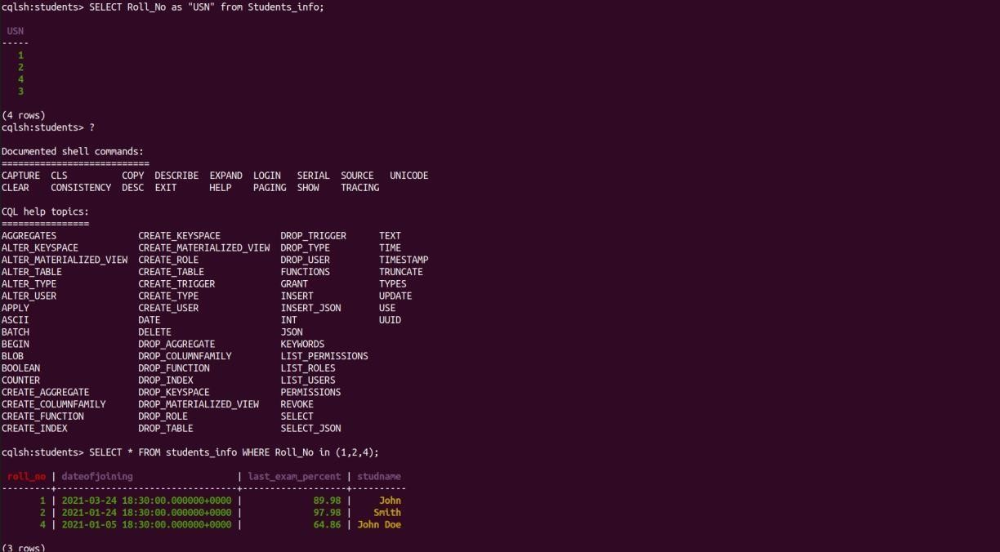 cqlsh:students> SELECT Roll_No as "USN" from Students_info;
USN
-----
1
2
4
3
(4 rows)
cqlsh:students> ?
Documented shell commands:
===========================
CAPTURE  CLS          COPY  DESCRIBE  EXPAND  LOGIN   SERIAL  SOURCE   UNICODE
CLEAR    CONSISTENCY  DESC  EXIT      HELP    PAGING  SHOW    TRACING
CQL help topics:
================
AGGREGATES               CREATE_KEYSPACE           DROP_TRIGGER      TEXT
ALTER_KEYSPACE           CREATE_MATERIALIZED_VIEW  DROP_TYPE         TIME
ALTER_MATERIALIZED_VIEW  CREATE_ROLE               DROP_USER         TIMESTAMP
ALTER_TABLE              CREATE_TABLE              FUNCTIONS         TRUNCATE
ALTER_TYPE               CREATE_TRIGGER            GRANT             TYPES
ALTER_USER               CREATE_TYPE               INSERT            UPDATE
APPLY                    CREATE_USER               INSERT_JSON       USE
ASCII                    DATE                      INT               UUID
BATCH                    DELETE                    JSON
BEGIN                    DROP_AGGREGATE            KEYWORDS
BLOB                     DROP_COLUMNFAMILY         LIST_PERMISSIONS
BOOLEAN                  DROP_FUNCTION             LIST_ROLES
COUNTER                  DROP_INDEX                LIST_USERS
CREATE_AGGREGATE         DROP_KEYSPACE             PERMISSIONS
CREATE_COLUMNFAMILY      DROP_MATERIALIZED_VIEW    REVOKE
CREATE_FUNCTION          DROP_ROLE                 SELECT
CREATE_INDEX             DROP_TABLE                SELECT_JSON
cqlsh:students> SELECT * FROM students_info WHERE Roll_No in (1,2,4);
roll_no | dateofjoining                   | last_exam_percent | studname
---------+---------------------------------+-------------------+----------
1 | 2021-03-24 18:30:00.000000+0000 |             89.98 |     John
2 | 2021-01-24 18:30:00.000000+0000 |             97.98 |    Smith
4 | 2021-01-05 18:30:00.000000+0000 |             64.86 | John Doe
(3 rows)